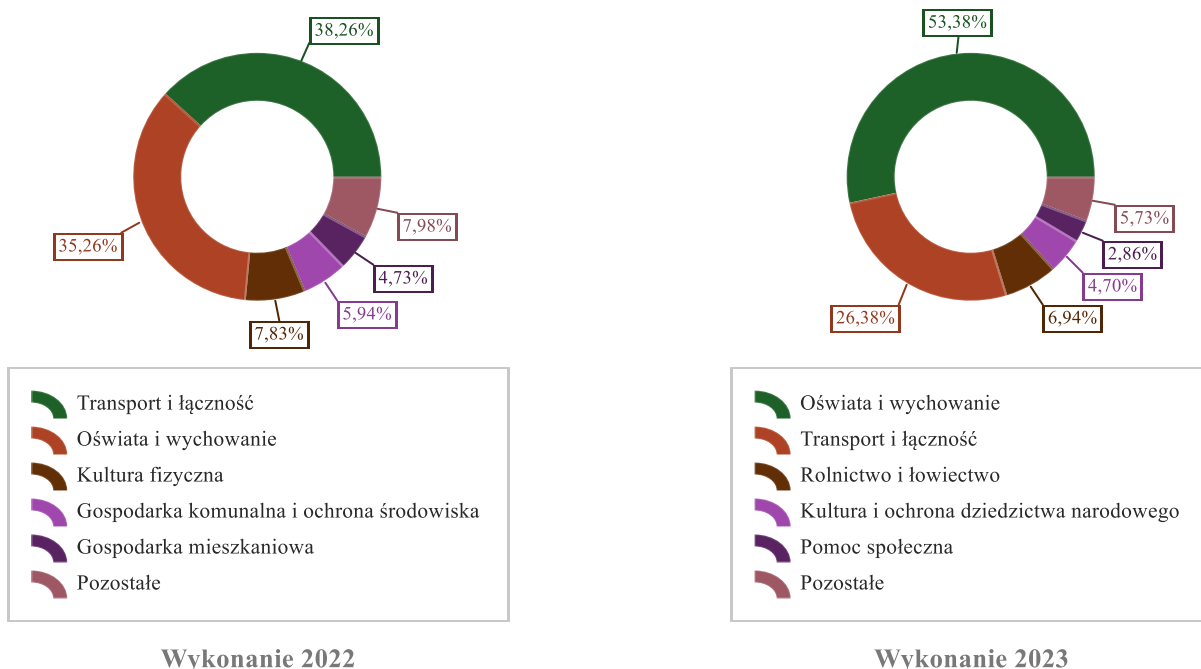 38,26%
35,26%
7,98%
4,73%
5,94%
7,83%
Transport i łączność
Oświata i wychowanie
Kultura fizyczna
Gospodarka komunalna i ochrona środowiska
Gospodarka mieszkaniowa
Pozostałe
Wykonanie 2022
53,38%
5,73%
2,86%
4,70%
26,38%
6,94%
Oświata i wychowanie
Transport i łączność
Rolnictwo i łowiectwo
Kultura i ochrona dziedzictwa narodowego
Pomoc społeczna
Pozostałe
Wykonanie 2023